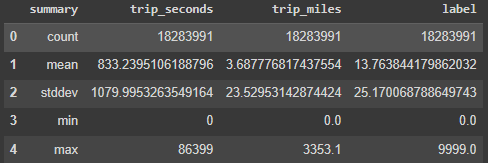 summary trip_seconds trip_miles label
0 count 18283991 18283991 18283991
1 mean 833.2395106188796 3.687776817437554 13.763844179862032
2 stddev 1079.9953263549164 23.52953142874424 25.170068788649743
3 min 0 0.0 0.0
4 max 86399 3353.1 9999.0